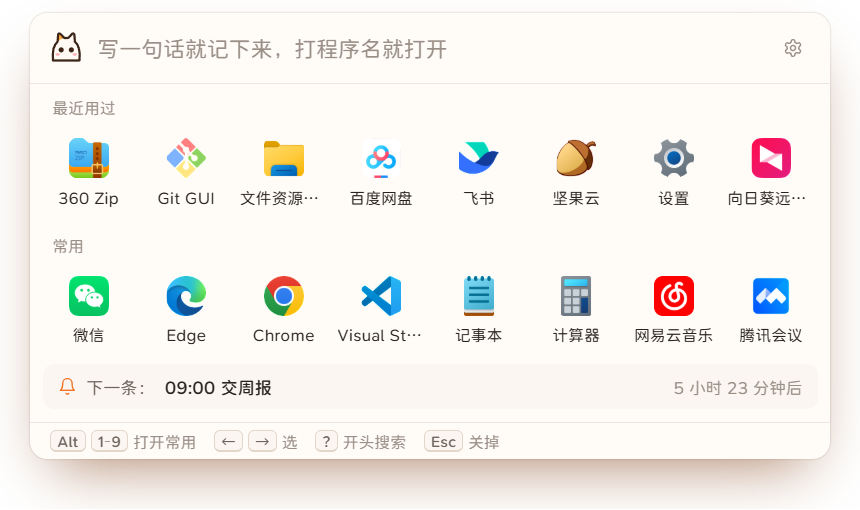 写一句话就记下来，打程序名就打开
最近用过
360 Zip Git GUI 文件资源… 百度网盘 飞书 坚果云 设置 向日葵远…
常用
微信 Edge Chrome Visual St… 记事本 计算器 网易云音乐 腾讯会议
下一条： 09:00 交周报 5 小时 23 分钟后
Alt 1-9 打开常用 ← → 选 ? 开头搜索 Esc 关掉